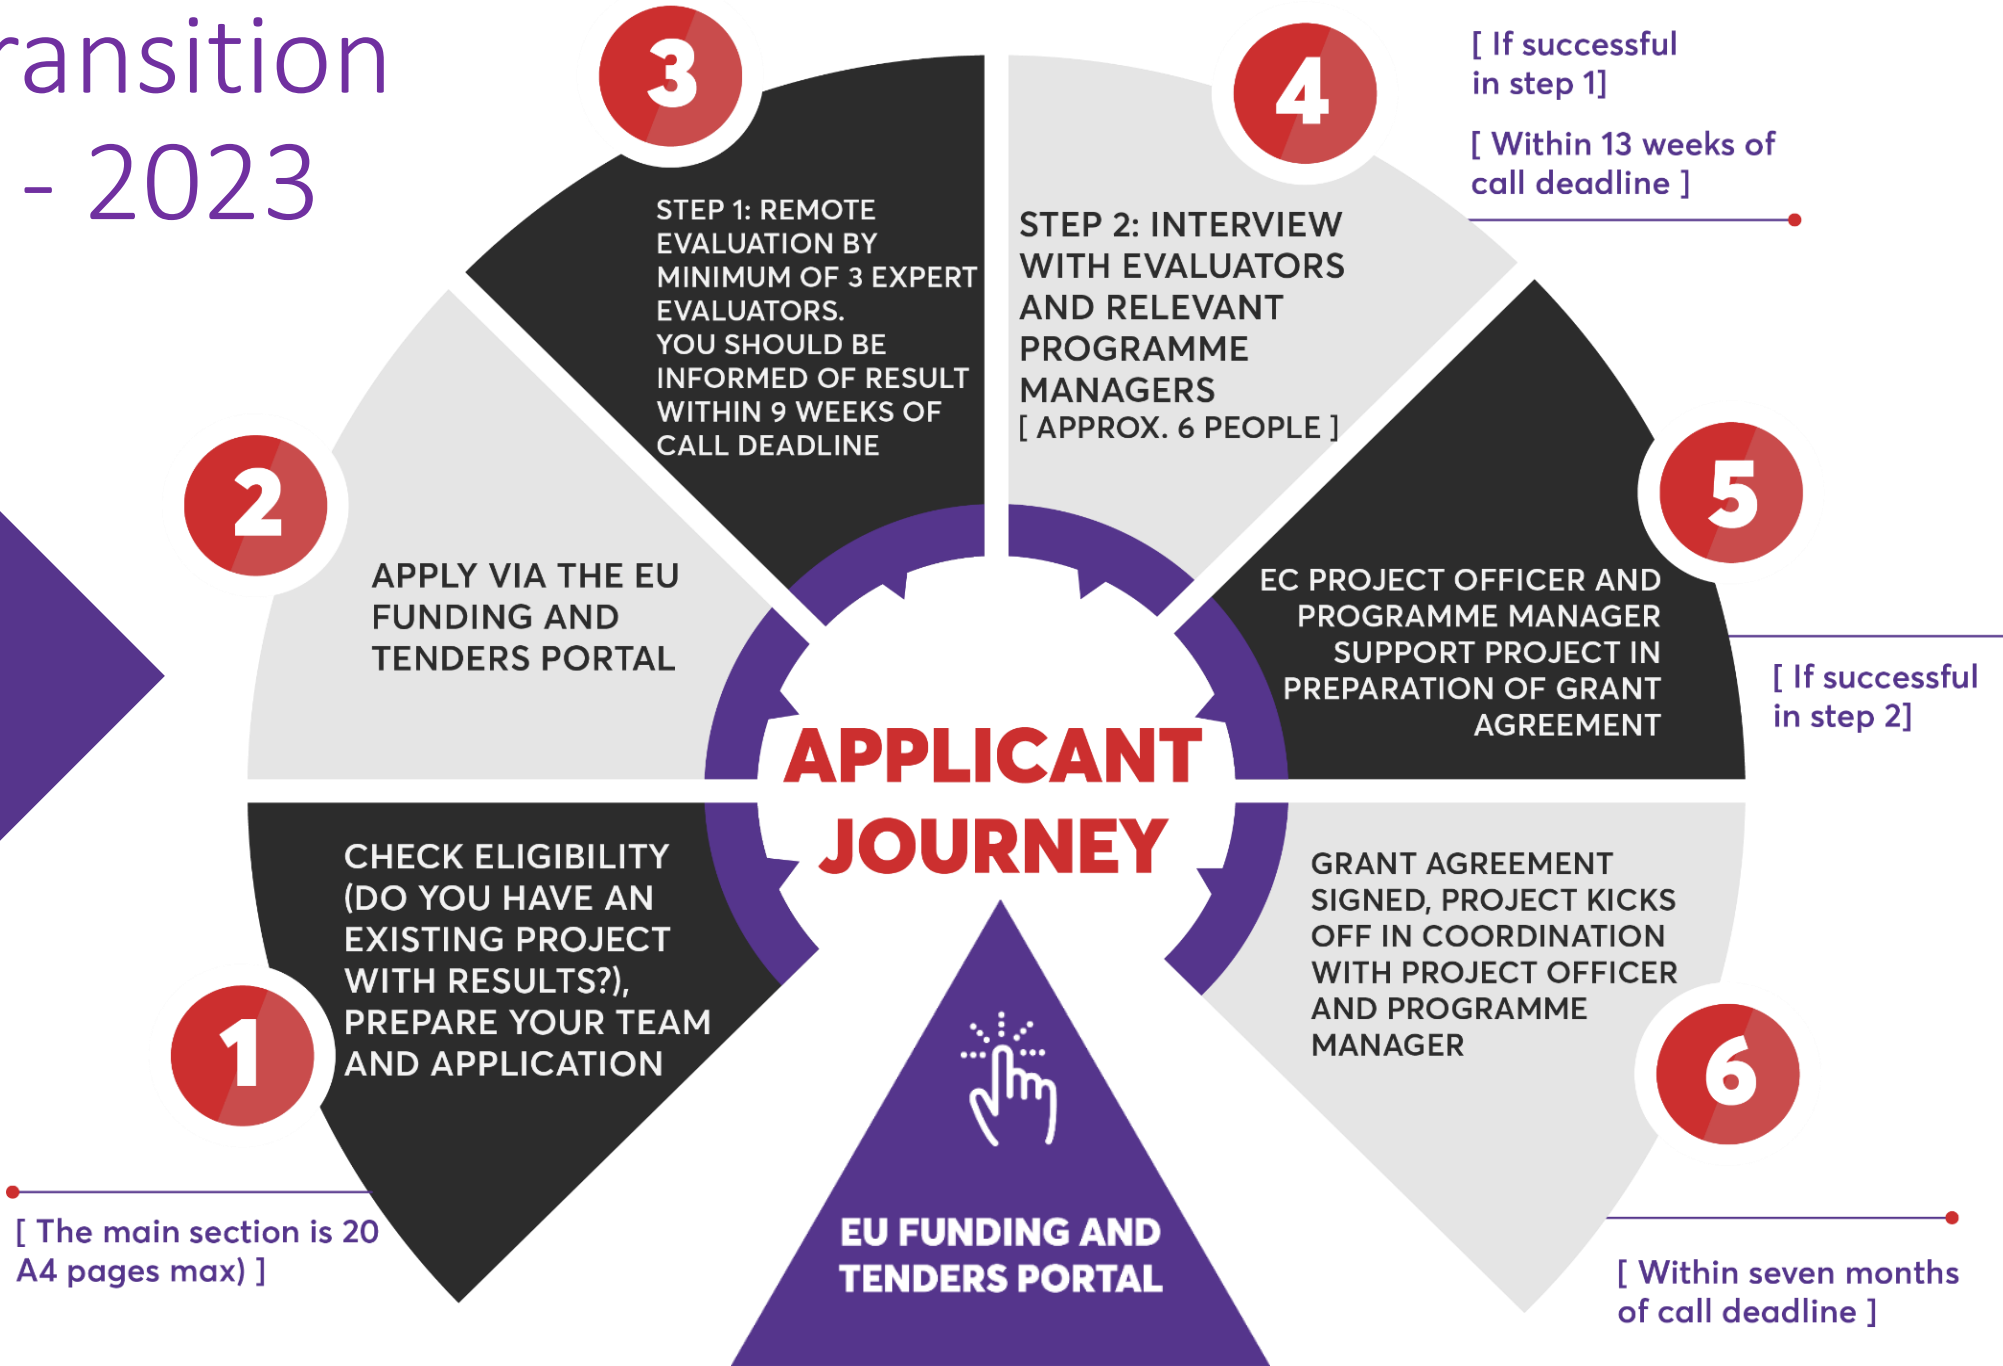 ransition
- 2023
1
CHECK ELIGIBILITY
(DO YOU HAVE AN
EXISTING PROJECT
WITH RESULTS?),
PREPARE YOUR TEAM
AND APPLICATION
[ The main section is 20
A4 pages max) ]
2
APPLY VIA THE EU
FUNDING AND
TENDERS PORTAL
3
STEP 1: REMOTE
EVALUATION BY
MINIMUM OF 3 EXPERT
EVALUATORS.
YOU SHOULD BE
INFORMED OF RESULT
WITHIN 9 WEEKS OF
CALL DEADLINE
4
STEP 2: INTERVIEW
WITH EVALUATORS
AND RELEVANT
PROGRAMME
MANAGERS
[ APPROX. 6 PEOPLE ]
[ If successful
in step 1]
[ Within 13 weeks of
call deadline ]
5
EC PROJECT OFFICER AND
PROGRAMME MANAGER
SUPPORT PROJECT IN
PREPARATION OF GRANT
AGREEMENT
[ If successful
in step 2]
6
GRANT AGREEMENT
SIGNED, PROJECT KICKS
OFF IN COORDINATION
WITH PROJECT OFFICER
AND PROGRAMME
MANAGER
[ Within seven months
of call deadline ]
APPLICANT
JOURNEY
EU FUNDING AND
TENDERS PORTAL